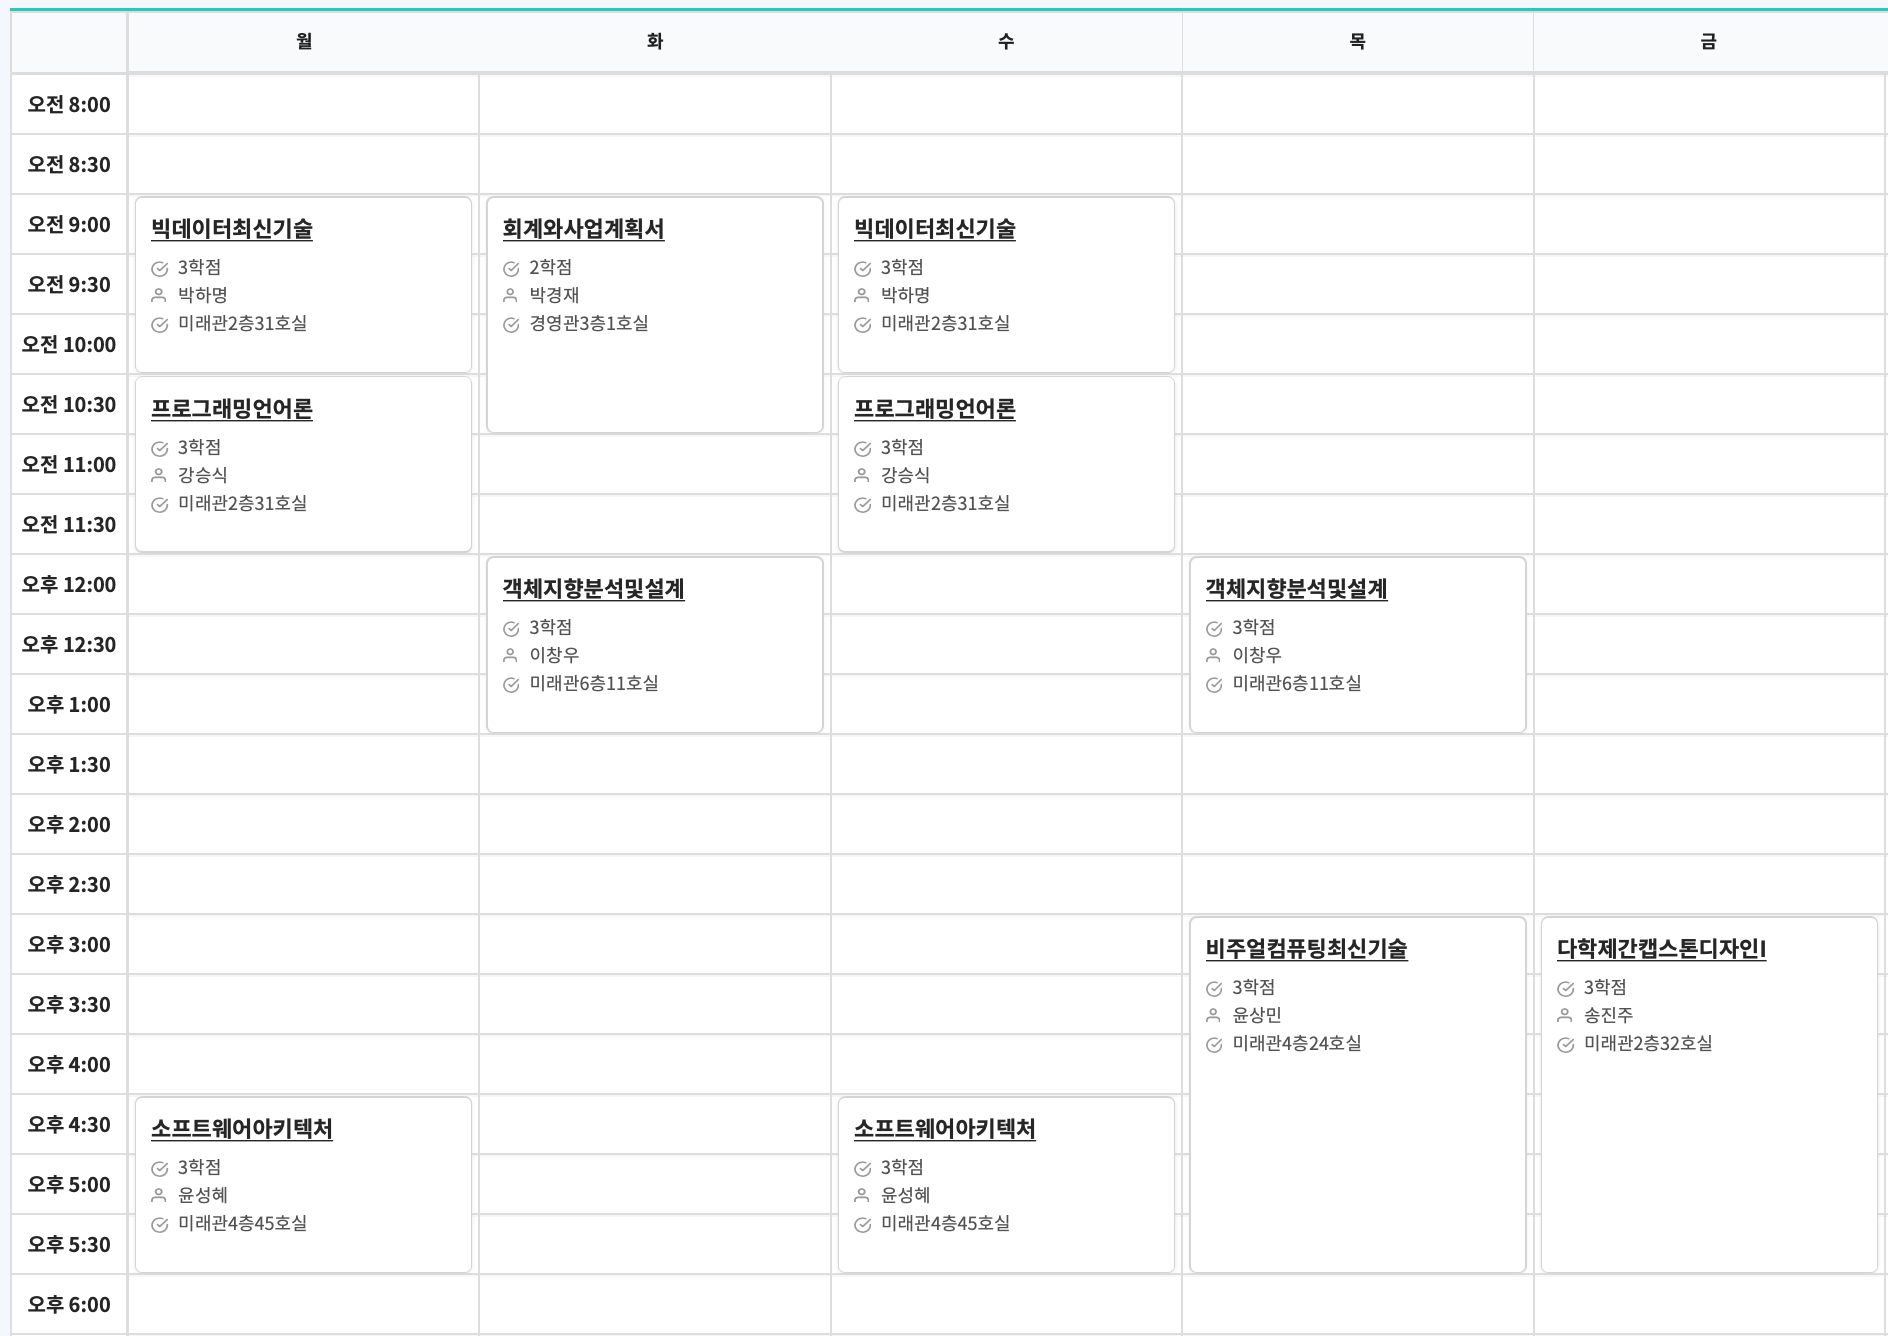 월 화 수 목 금
오전 8:00
오전 8:30
오전 9:00
오전 9:30
오전 10:00
오전 10:30
오전 11:00
오전 11:30
오후 12:00
오후 12:30
오후 1:00
오후 1:30
오후 2:00
오후 2:30
오후 3:00
오후 3:30
오후 4:00
오후 4:30
오후 5:00
오후 5:30
오후 6:00
빅데이터최신기술
3학점
박하명
미래관2층31호실
프로그래밍언어론
3학점
강승식
미래관2층31호실
소프트웨어아키텍처
3학점
윤성혜
미래관4층45호실
회계와사업계획서
2학점
박경재
경영관3층1호실
객체지향분석및설계
3학점
이창우
미래관6층11호실
빅데이터최신기술
3학점
박하명
미래관2층31호실
프로그래밍언어론
3학점
강승식
미래관2층31호실
소프트웨어아키텍처
3학점
윤성혜
미래관4층45호실
객체지향분석및설계
3학점
이창우
미래관6층11호실
비주얼컴퓨팅최신기술
3학점
윤상민
미래관4층24호실
다학제간캡스톤디자인I
3학점
송진주
미래관2층32호실